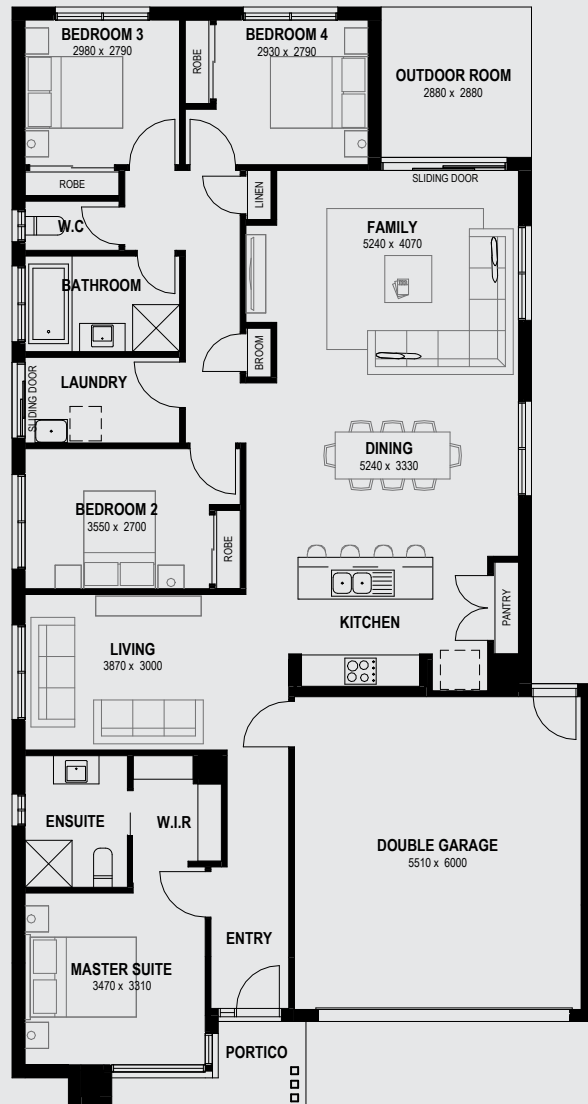 BEDROOM 3
2980 x 2790
ROBE
BEDROOM 4
2930 x 2790
OUTDOOR ROOM
2880 x 2880
ROBE
LINEN
SLIDING DOOR
W.C
FAMILY
5240 x 4070
BATHROOM
BROOM
SLIDING DOOR
LAUNDRY
DINING
5240 x 3330
BEDROOM 2
3550 x 2700
ROBE
PANTRY
KITCHEN
LIVING
3870 x 3000
ENSUITE
W.I.R
DOUBLE GARAGE
5510 x 6000
ENTRY
MASTER SUITE
3470 x 3310
PORTICO